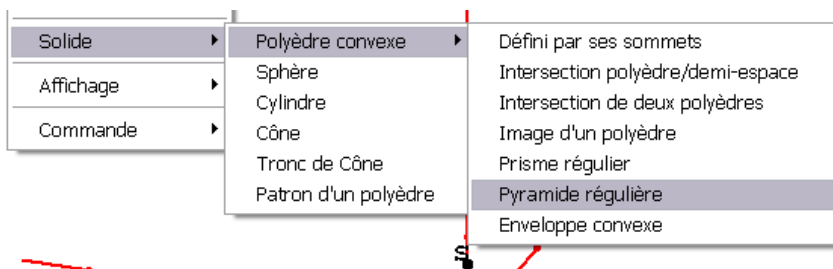 Solide
Affichage
Commande
Polyèdre convexe
Sphère
Cylindre
Cône
Tronc de Cône
Patron d'un polyèdre
Défini par ses sommets
Intersection polyèdre/demi-espace
Intersection de deux polyèdres
Image d'un polyèdre
Prisme régulier
Pyramide régulière
Enveloppe convexe
S